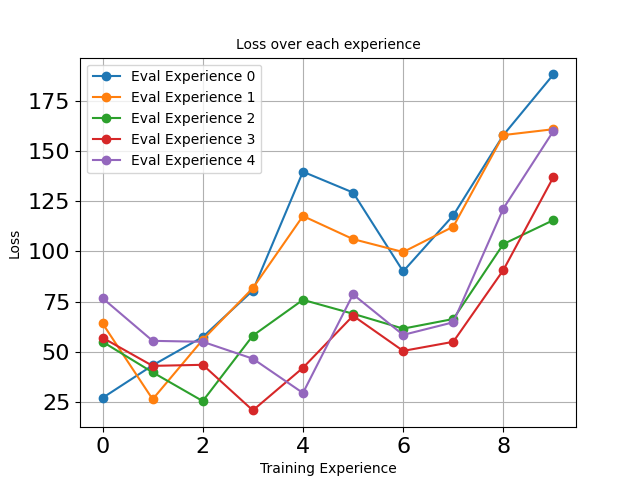 Loss over each experience
Eval Experience 0
Eval Experience 1
Eval Experience 2
Eval Experience 3
Eval Experience 4
175
150
125
100
75
50
25
Loss
0 2 4 6 8
Training Experience